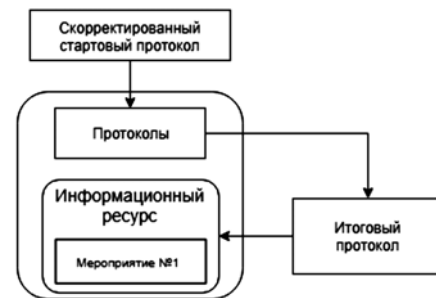 Скорректированный
стартовый протокол
Протоколы
Информационный
ресурс
Мероприятие №1
Итоговый
протокол